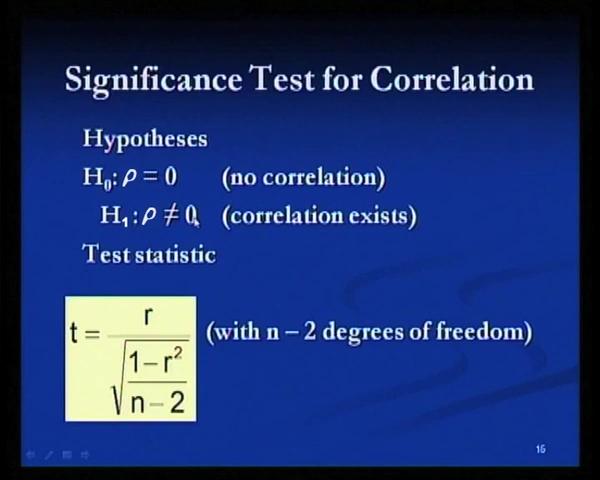 Significance Test for Correlation
Hypotheses
H₀: ρ = 0 (no correlation)
H₁: ρ ≠ 0 (correlation exists)
Test statistic
t = r / √((1 – r²) / (n – 2)) (with n – 2 degrees of freedom)
16